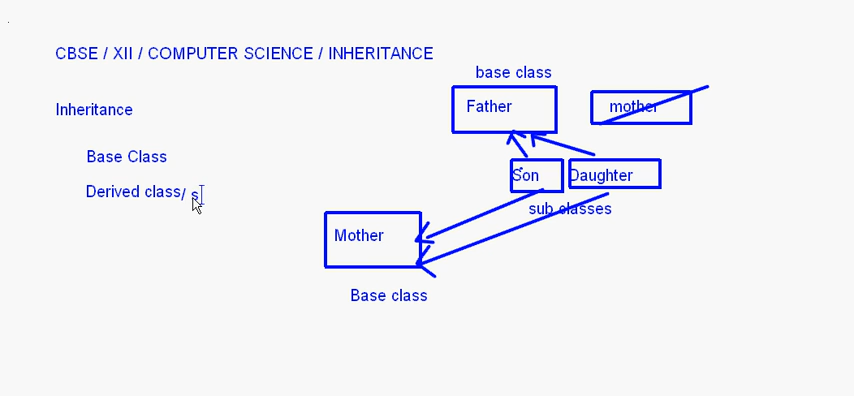 CBSE / XII / COMPUTER SCIENCE / INHERITANCE
base class
Father
mother
Inheritance
Base Class
Son
Daughter
Derived class/ s
sub classes
Mother
Base class